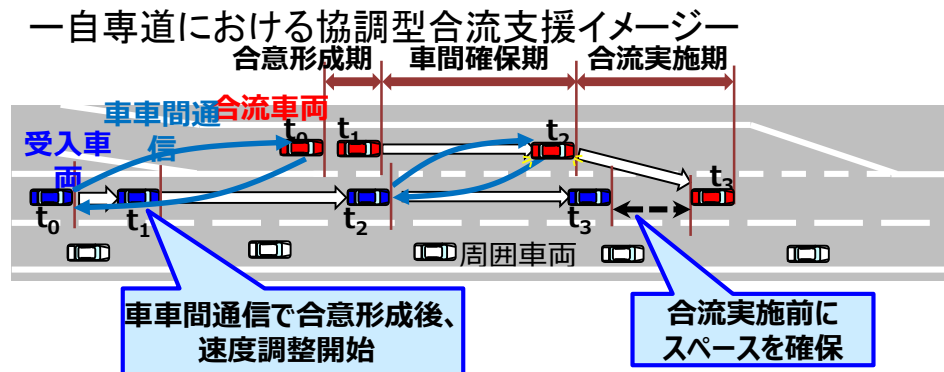 ー自専道における協調型合流支援イメージー
合意形成期
車間確保期
合流実施期
車車間通
信
合流車両
受入車
両
t0
t1
t2
t3
t0
t1
t2
t3
周囲車両
車車間通信で合意形成後、
速度調整開始
合流実施前に
スペースを確保